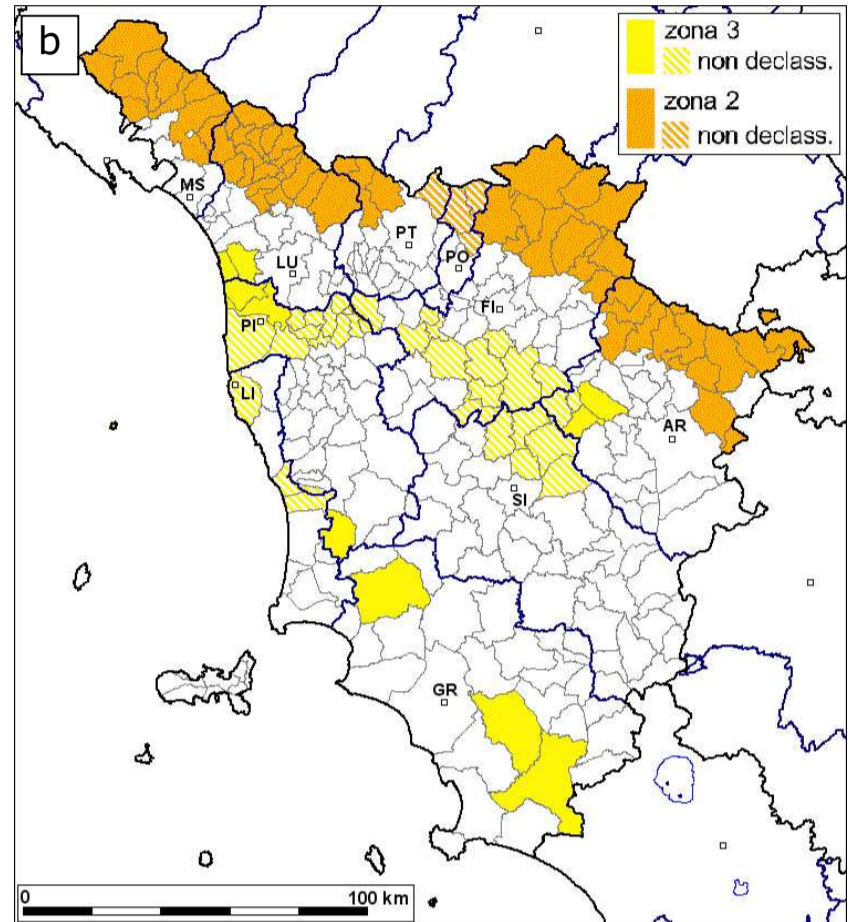 b
zona 3
non declass.
zona 2
non declass.
MS
PT
LU
PO
FI
PI
LI
AR
SI
GR
0 100 km